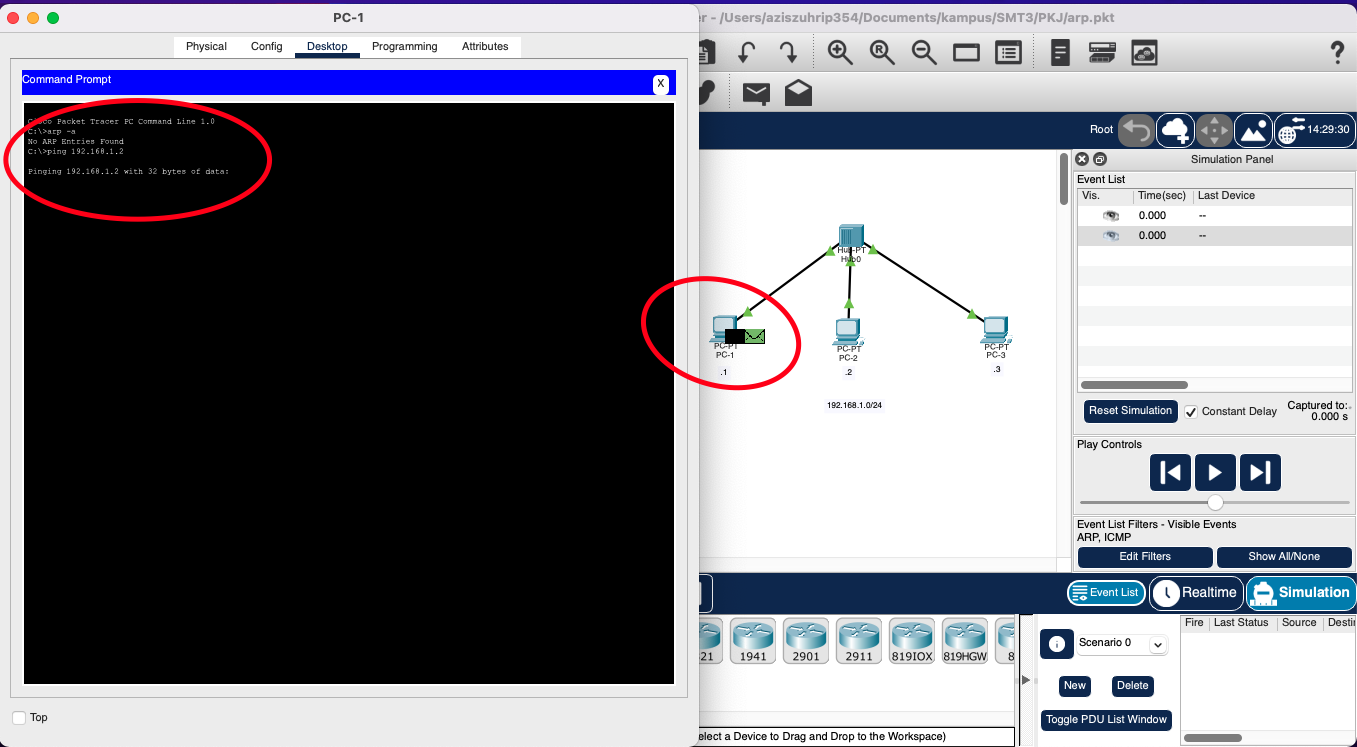 PC-1
er - /Users/aziszuhrip354/Documents/kampus/SMT3/PKJ/arp.pkt
Physical Config Desktop Programming Attributes
Command Prompt
X
Cisco Packet Tracer PC Command Line 1.0
C:\>arp -a
No ARP Entries Found
C:\>ping 192.168.1.2
Pinging 192.168.1.2 with 32 bytes of data:
Top
R
?
Root
14:29:30
Hub-PT
Hub0
PC-PT
PC-1
.1
PC-PT
PC-2
.2
PC-PT
PC-3
.3
192.168.1.0/24
Simulation Panel
Event List
Vis. Time(sec) Last Device
0.000 --
0.000 --
Reset Simulation
Constant Delay
Captured to:
0.000 s
Play Controls
Event List Filters - Visible Events
ARP, ICMP
Edit Filters Show All/None
Event List Realtime Simulation
21 1941 2901 2911 819IOX 819HGW 8
elect a Device to Drag and Drop to the Workspace)
Scenario 0
New Delete
Toggle PDU List Window
Fire Last Status Source Destin